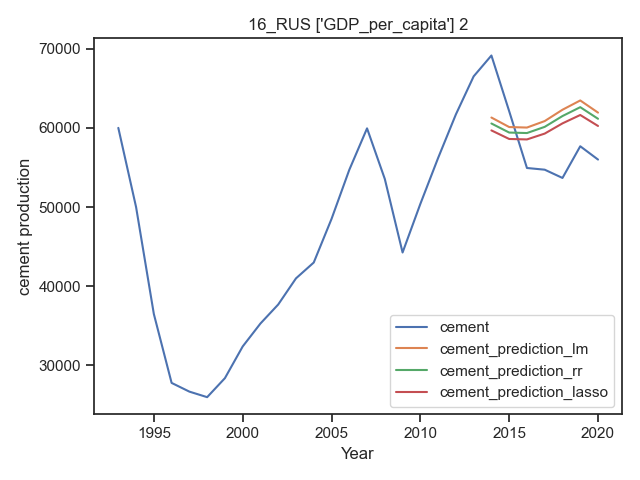 16_RUS ['GDP_per_capita'] 2
70000
60000
50000
40000
30000
cement production
1995
2000
2005
2010
2015
2020
Year
cement
cement_prediction_lm
cement_prediction_rr
cement_prediction_lasso